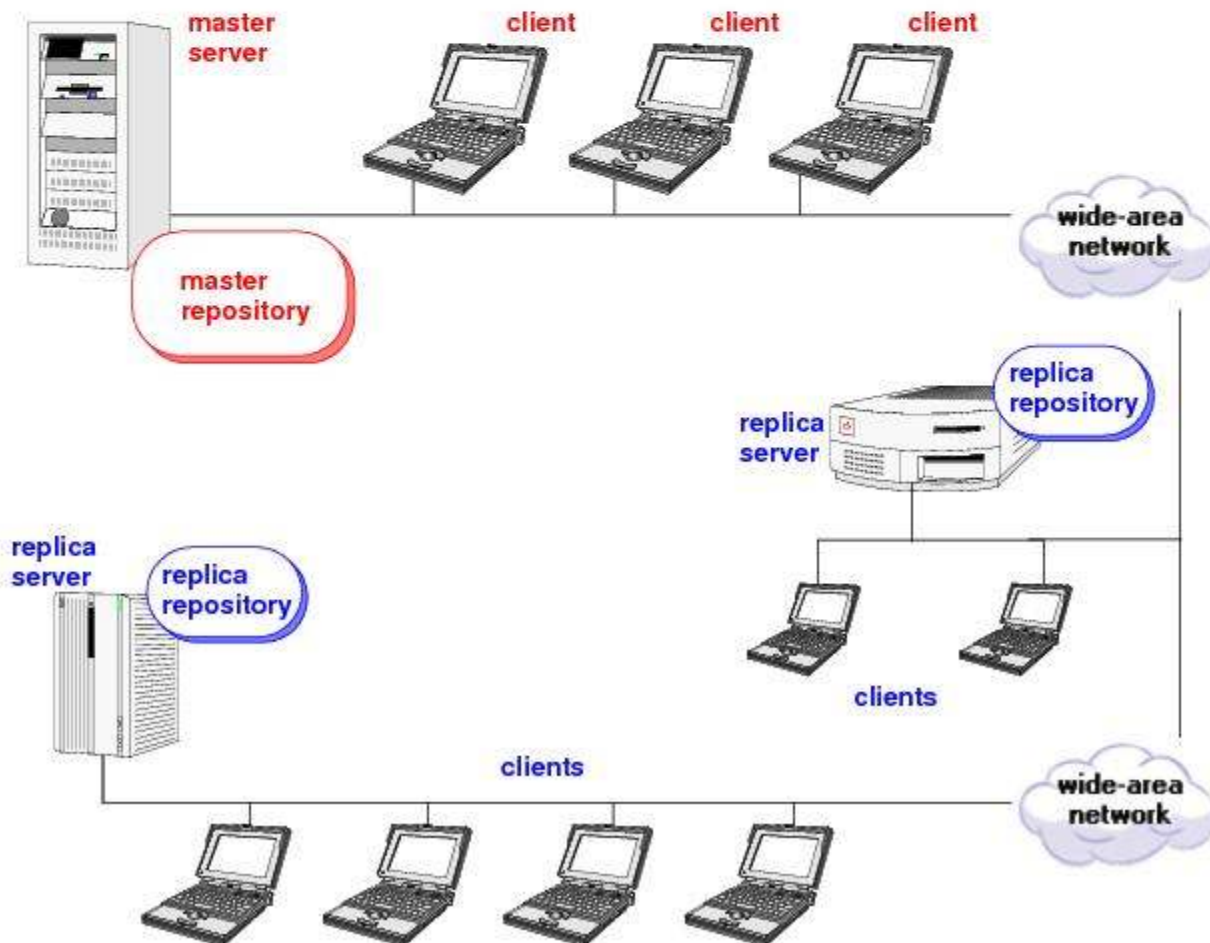 master
server
client
client
client
wide-area
network
master
repository
replica
repository
replica
server
replica
server
replica
repository
clients
clients
wide-area
network